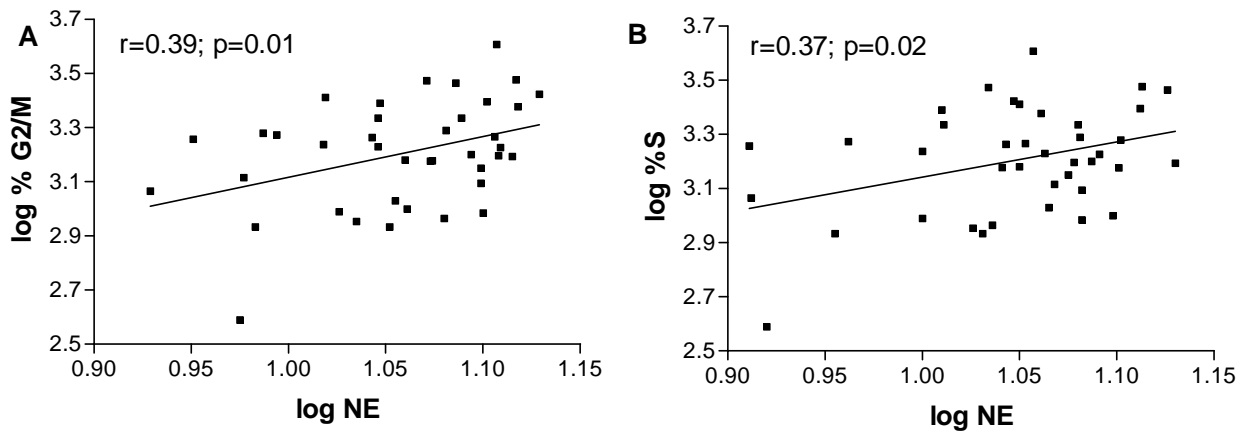 A
r=0.39; p=0.01
log % G2/M
3.7
3.5
3.3
3.1
2.9
2.7
2.5
0.90 0.95 1.00 1.05 1.10 1.15
log NE
B
r=0.37; p=0.02
log %S
3.7
3.5
3.3
3.1
2.9
2.7
2.5
0.90 0.95 1.00 1.05 1.10 1.15
log NE